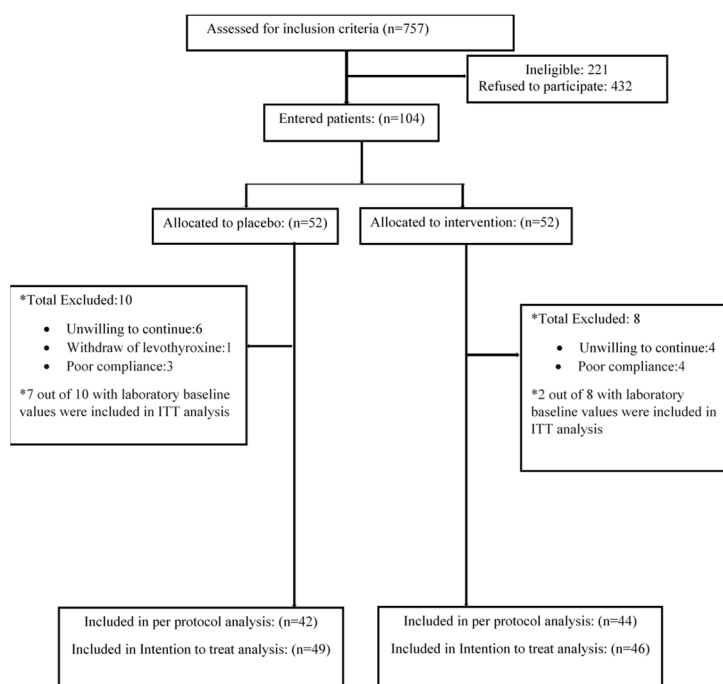 Assessed for inclusion criteria (n=757)
Ineligible: 221
Refused to participate: 432
Entered patients: (n=104)
Allocated to placebo: (n=52)
Allocated to intervention: (n=52)
*Total Excluded:10
• Unwilling to continue:6
• Withdraw of levothyroxine:1
• Poor compliance:3
*7 out of 10 with laboratory baseline
values were included in ITT analysis
*Total Excluded: 8
• Unwilling to continue:4
• Poor compliance:4
*2 out of 8 with laboratory
baseline values were included in
ITT analysis
Included in per protocol analysis: (n=42)
Included in Intention to treat analysis: (n=49)
Included in per protocol analysis: (n=44)
Included in Intention to treat analysis: (n=46)